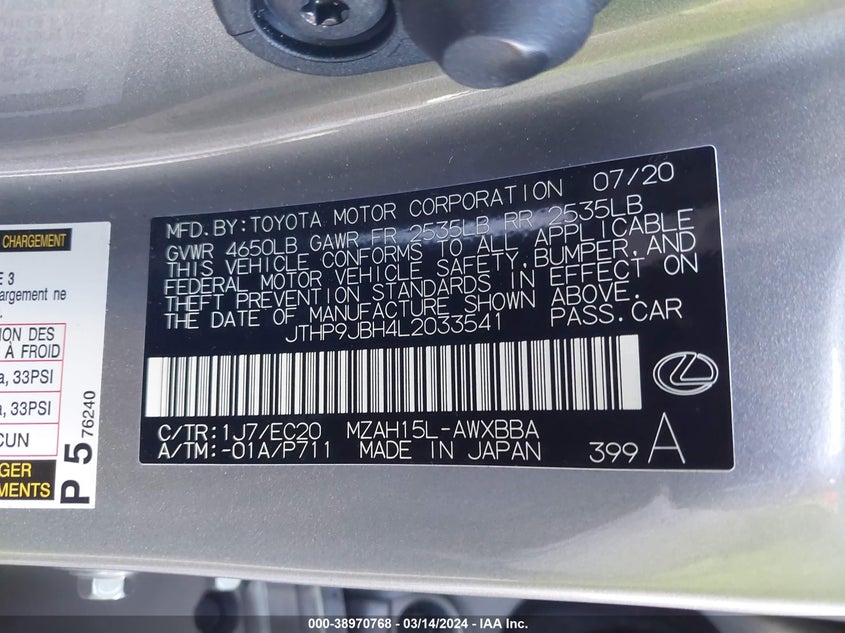 MFD. BY: TOYOTA MOTOR CORPORATION 07/20
GVWR 4650LB GAWR FR 2535LB RR 2535LB
THIS VEHICLE CONFORMS TO ALL APPLICABLE
FEDERAL MOTOR VEHICLE SAFETY, BUMPER, AND
THEFT PREVENTION STANDARDS IN EFFECT ON
THE DATE OF MANUFACTURE SHOWN ABOVE.
JTHP9JBH4L2033541 PASS.CAR
C/TR: 1J7/EC20 MZAH15L-AWXBBA
A/TM: -01A/P711 MADE IN JAPAN 399 A
CHARGEMENT
E 3
argement ne
ION DES
À FROID
a, 33PSI
a, 33PSI
CUN
GER
EMENTS
P 5 76240
000-38970768 - 03/14/2024 - IAA Inc.